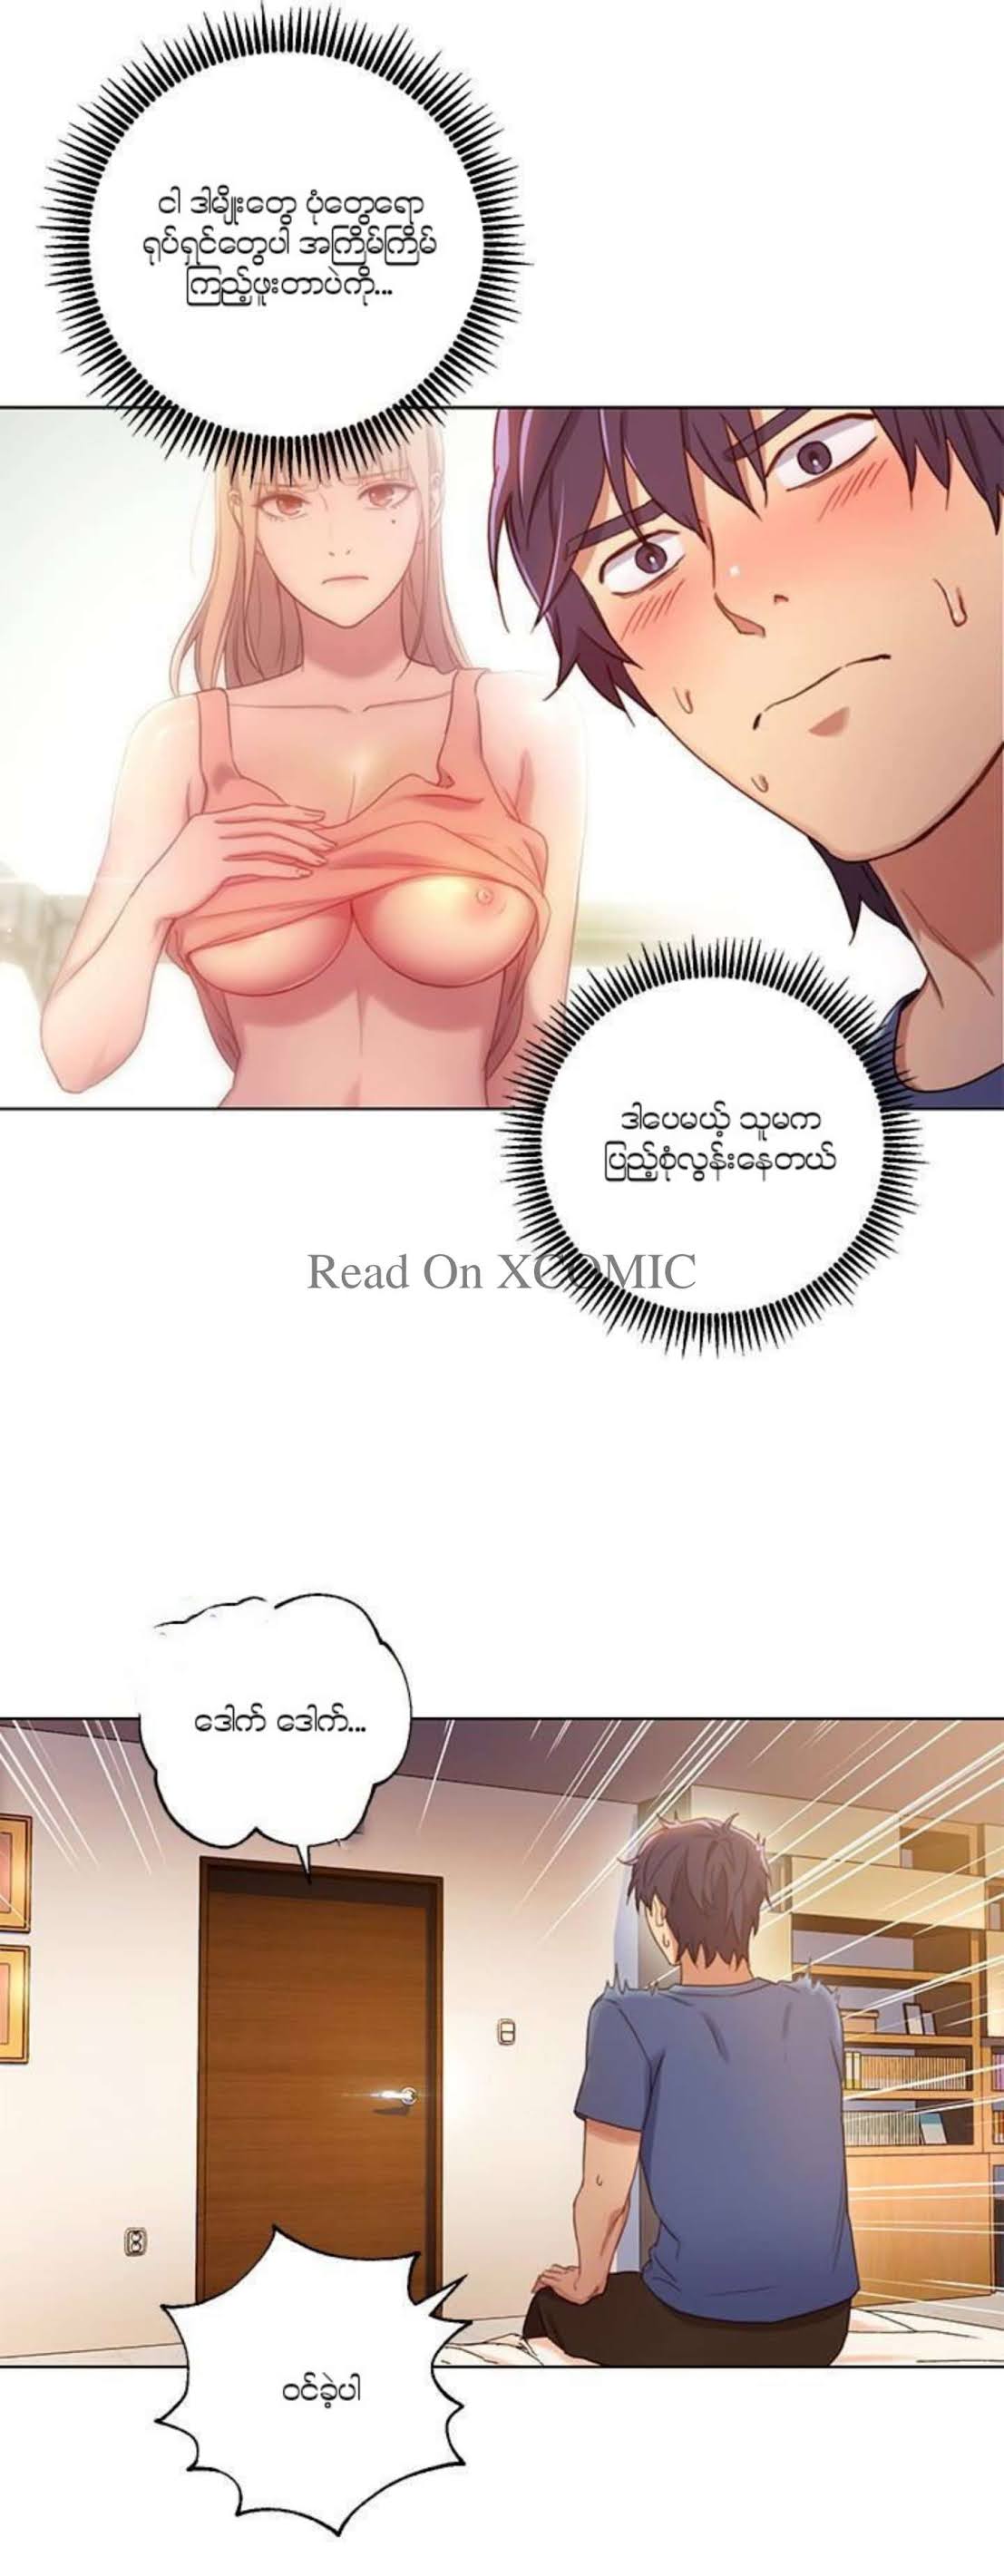 ငါ ဒါမျိုးတွေ ပုံတွေရော
ရုပ်ရှင်တွေပါ အကြိမ်ကြိမ်
ကြည့်ဖူးတာပဲကို...
ဒါပေမယ့် သူမက
ပြည့်စုံလွန်းနေတယ်
Read On XCOMIC
ဒေါက် ဒေါက်...
ဝင်ခဲ့ပါ